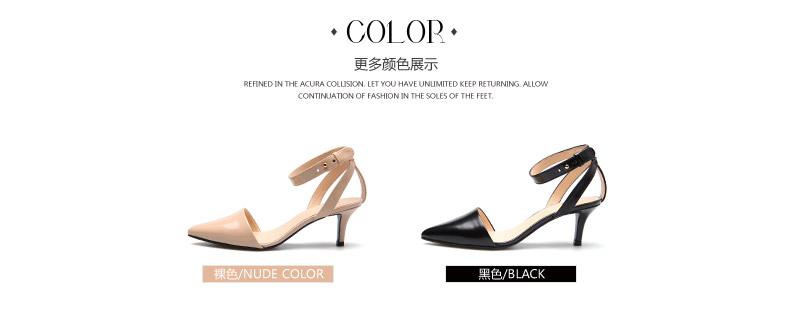 COLOR
更多颜色展示
REFINED IN THE ACURA COLLISION. LET YOU HAVE UNLIMITED KEEP RETURNING. ALLOW
CONTINUATION OF FASHION IN THE SOLES OF THE FEET.
裸色/NUDE COLOR
黑色/BLACK